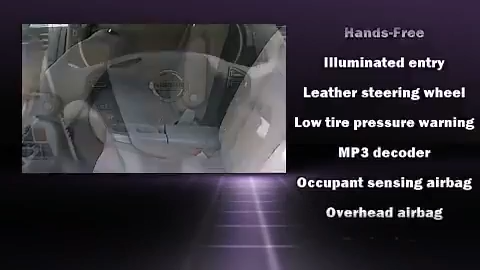 Hands-Free
Illuminated entry
Leather steering wheel
Low tire pressure warning
MP3 decoder
Occupant sensing airbag
Overhead airbag